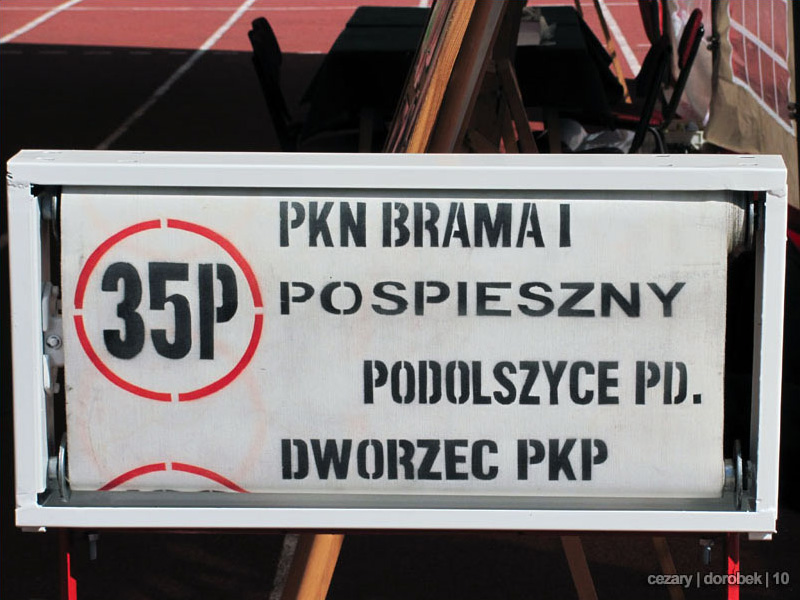 35P
PKN BRAMA I
POSPIESZNY
PODOLSZYCE PD.
DWORZEC PKP
cezary | dorobek | 10